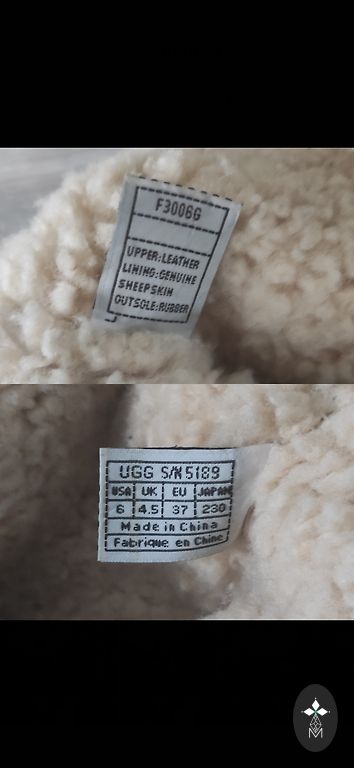 F3006G
UPPER:LEATHER
LINING:GENUINE
SHEEPSKIN
OUTSOLE:RUBBER
UGG S/N 5189
USA UK EU JAPAN
6 4.5 37 230
Made in China
Fabriqué en Chine
M